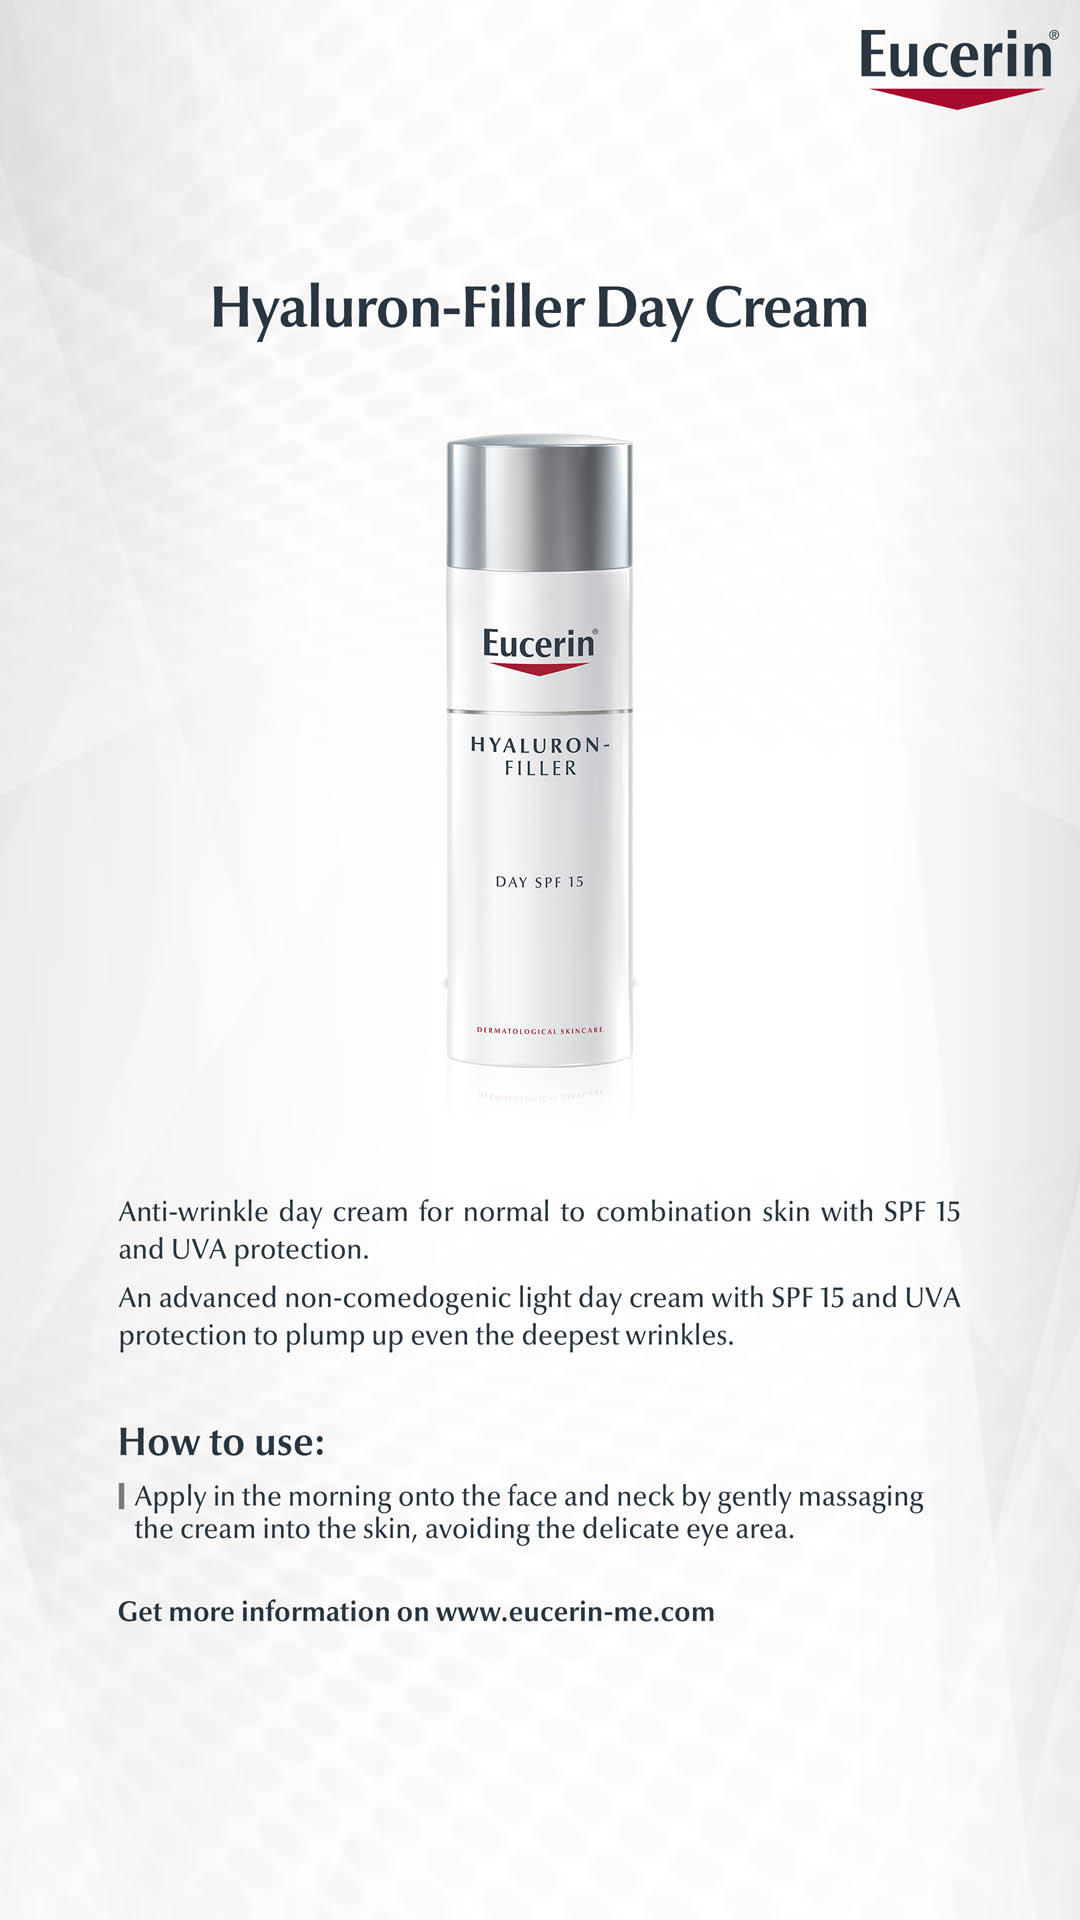 Eucerin®
Hyaluron-Filler Day Cream
Eucerin®
HYALURON-
FILLER
DAY SPF 15
DERMATOLOGICAL SKINCARE
Anti-wrinkle day cream for normal to combination skin with SPF 15
and UVA protection.
An advanced non-comedogenic light day cream with SPF 15 and UVA
protection to plump up even the deepest wrinkles.
How to use:
Apply in the morning onto the face and neck by gently massaging
the cream into the skin, avoiding the delicate eye area.
Get more information on www.eucerin-me.com